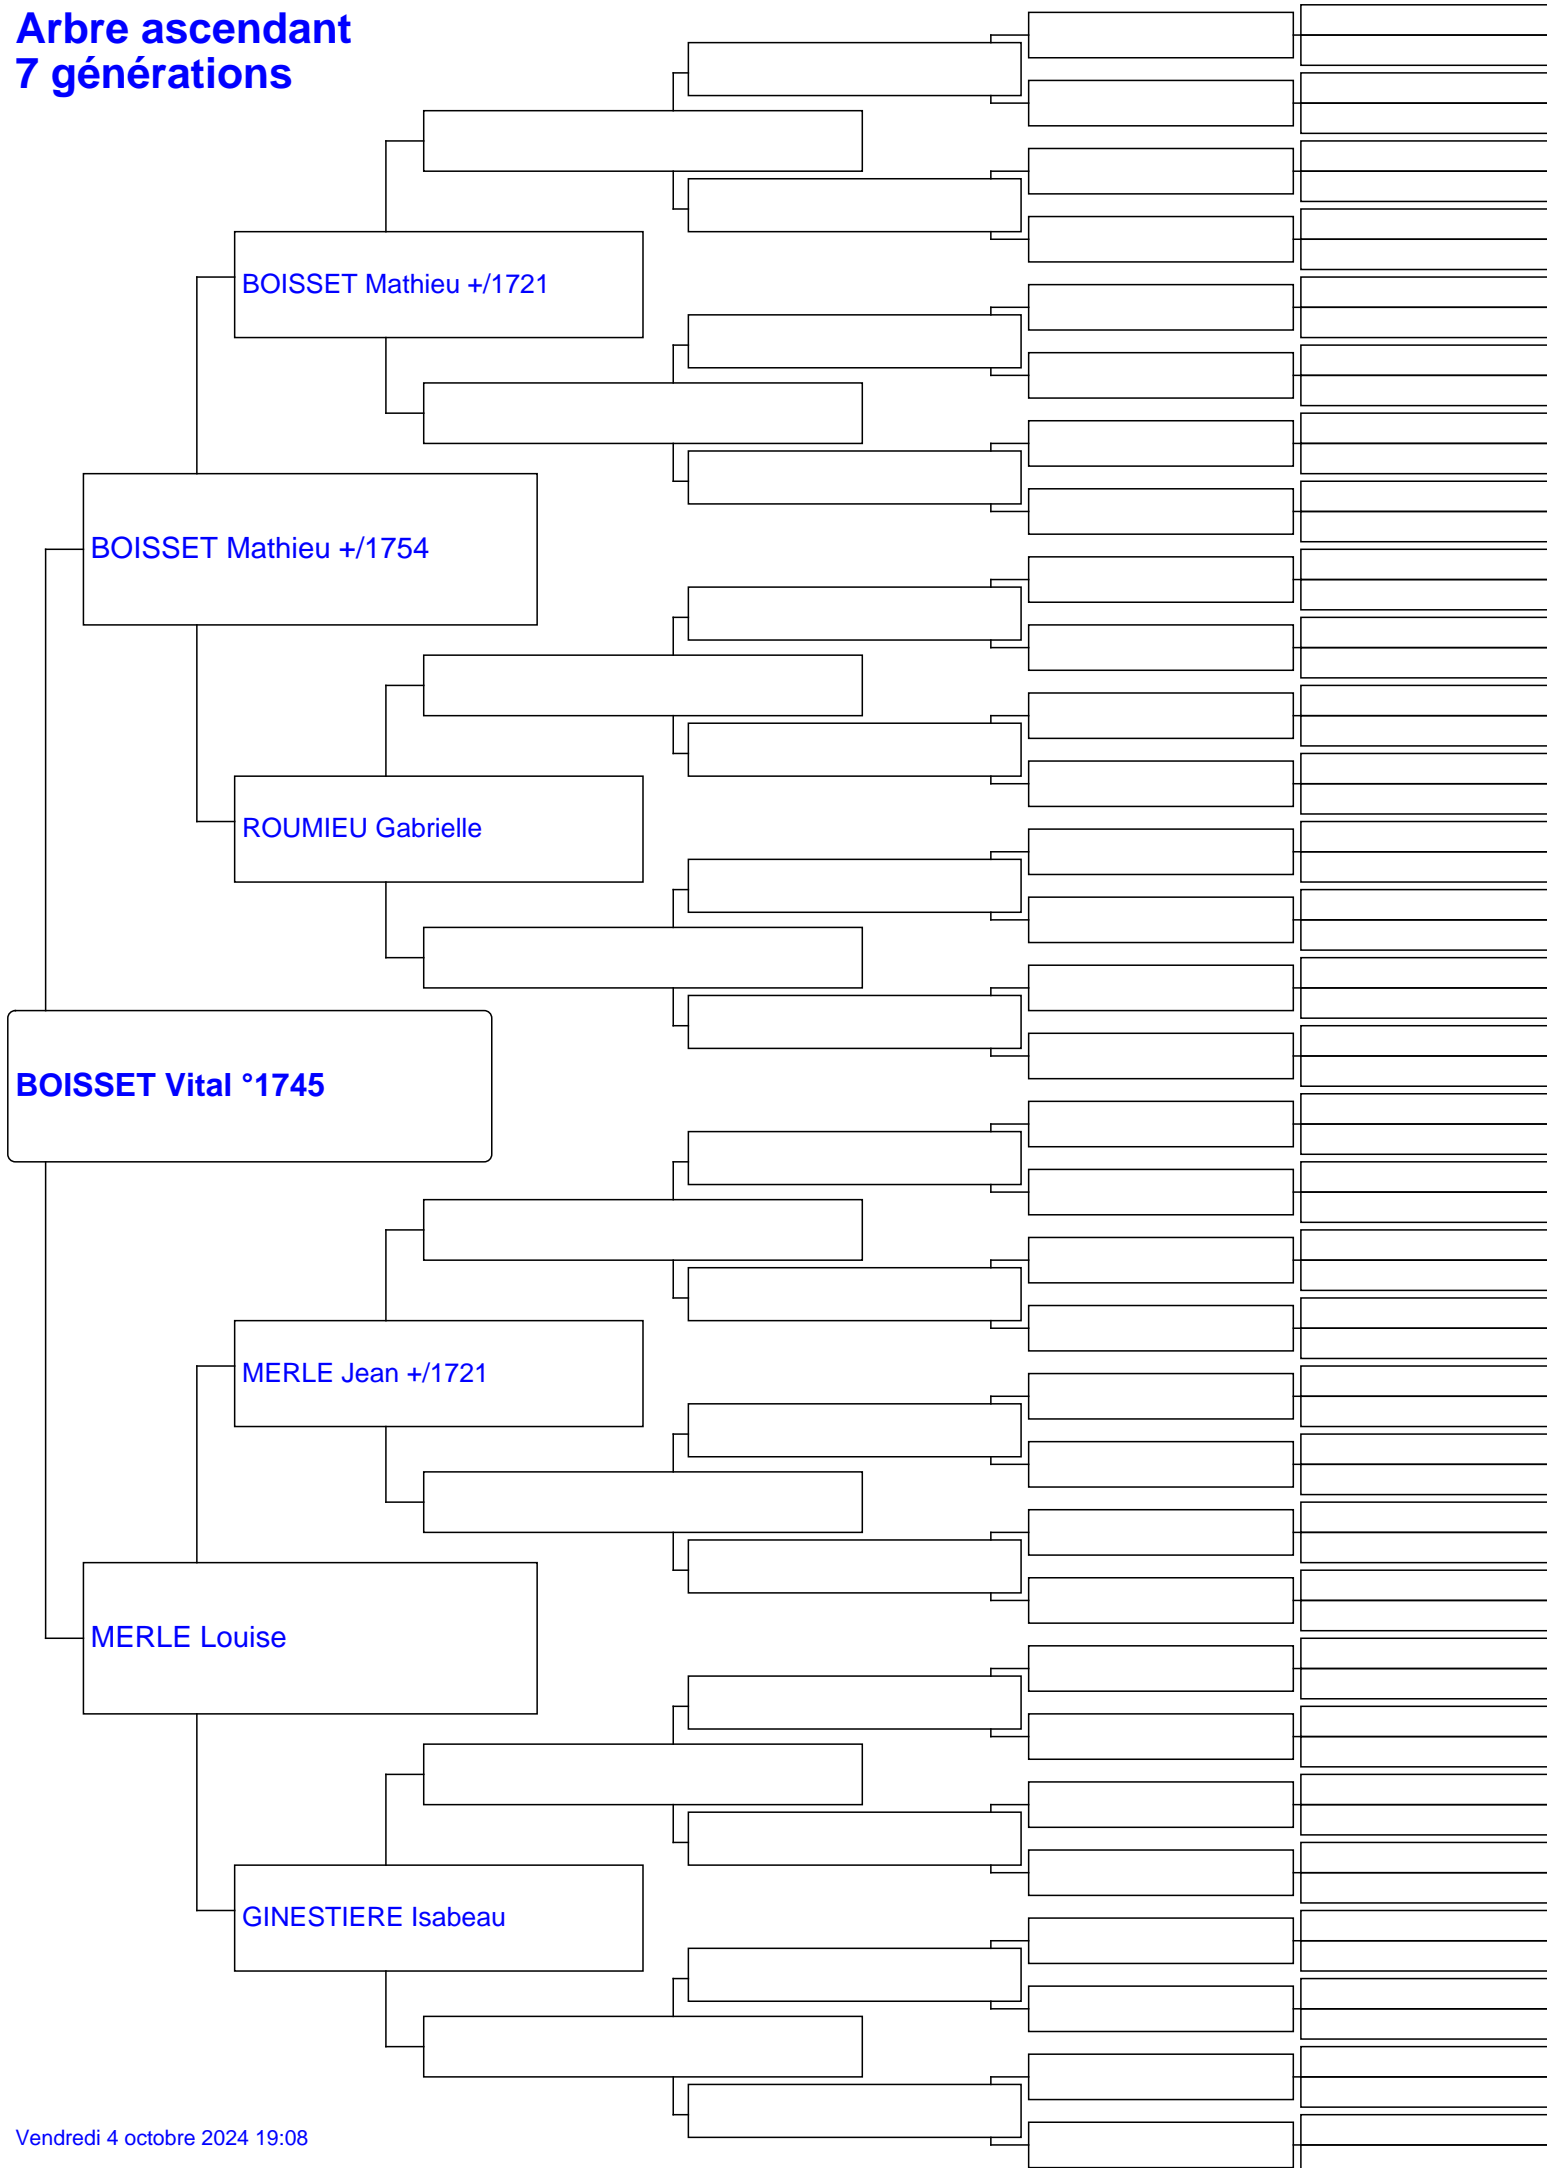 Arbre ascendant
7 générations
BOISSET Mathieu +/1721
BOISSET Mathieu +/1754
ROUMIEU Gabrielle
BOISSET Vital °1745
MERLE Jean +/1721
MERLE Louise
GINESTIERE Isabeau
Vendredi 4 octobre 2024 19:08